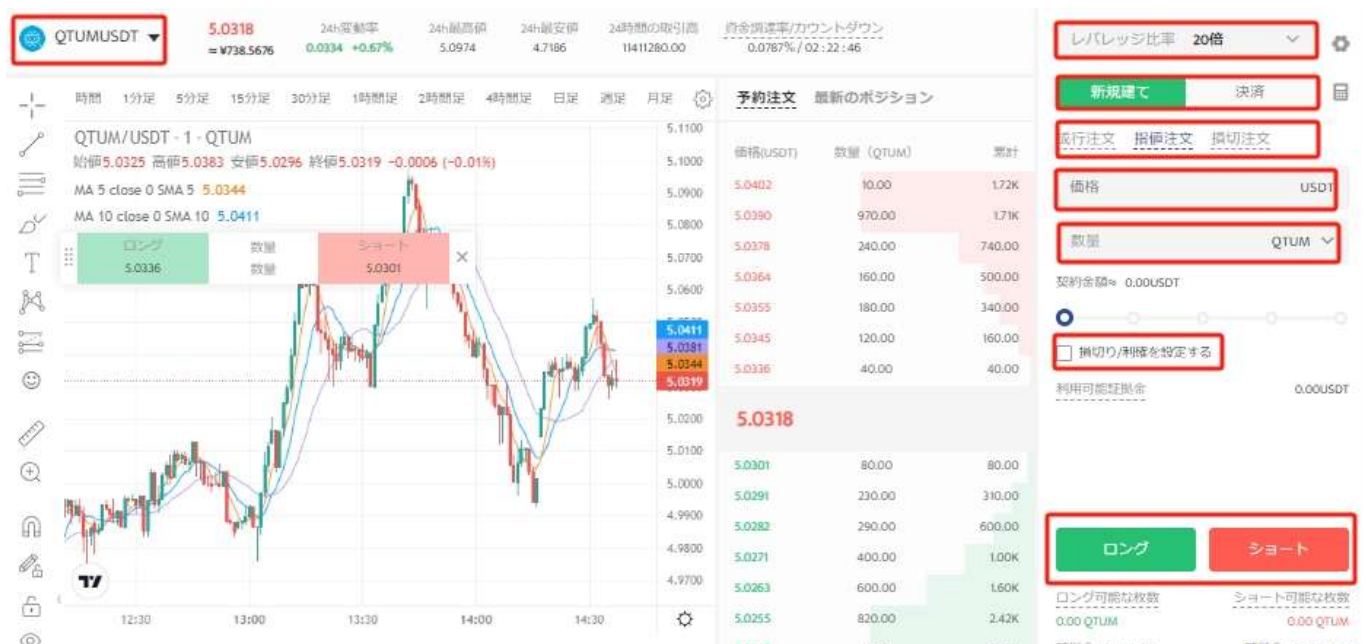 QTUMUSDT
5.0318
24h変動率
24h最高値
24h最安値
24時間の取引高
資金調達率/カウントダウン
レバレッジ比率 20倍
≈ ¥738.5676
0.0334 +0.67%
5.0974
4.7186
11411280.00
0.0787% / 02 : 22 : 46
時間 1分足 5分足 15分足 30分足 1時間足 2時間足 4時間足 日足 週足 月足
予約注文 最新のポジション
新規建て 決済
QTUM/USDT · 1 · QTUM
始値5.0325 高値5.0383 安値5.0296 終値5.0319 −0.0006 (−0.01%)
MA 5 close 0 SMA 5 5.0344
MA 10 close 0 SMA 10 5.0411
ロング 数量 ショート
5.0336 数量 5.0301
5.1100
5.1000
5.0900
5.0800
5.0700
5.0600
5.0411
5.0381
5.0344
5.0319
5.0200
5.0100
5.0000
4.9900
4.9800
4.9700
12:30 13:00 13:30 14:00 14:30
価格(USDT) 数量 (QTUM) 累計
5.0402 10.00 1.72K
5.0390 970.00 1.71K
5.0378 240.00 740.00
5.0364 160.00 500.00
5.0355 180.00 340.00
5.0345 120.00 160.00
5.0336 40.00 40.00
5.0318
5.0301 80.00 80.00
5.0291 230.00 310.00
5.0282 290.00 600.00
5.0271 400.00 1.00K
5.0263 600.00 1.60K
5.0255 820.00 2.42K
成行注文 指値注文 損切注文
価格 USDT
数量 QTUM
契約金額≈ 0.00USDT
損切り/利確を設定する
利用可能証拠金 0.00USDT
ロング ショート
ロング可能な枚数 ショート可能な枚数
0.00 QTUM 0.00 QTUM